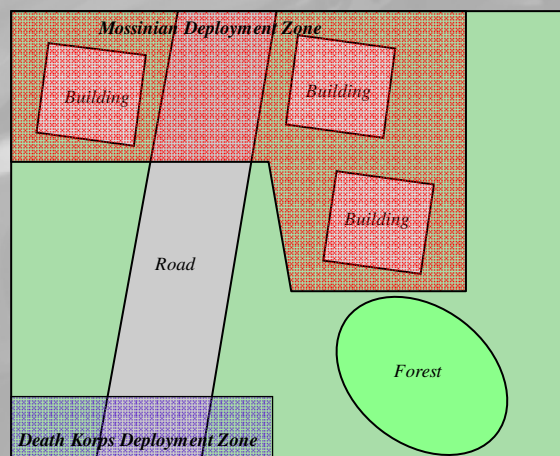 Mossinian Deployment Zone
Building
Building
Building
Road
Forest
Death Korps Deployment Zone